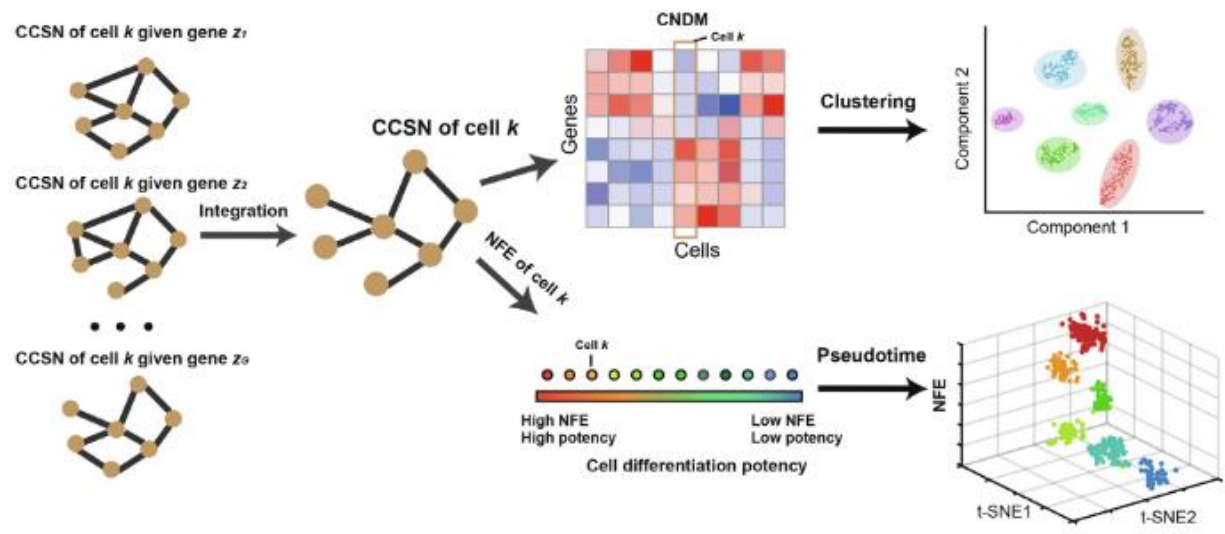 CCSN of cell k given gene z₁
CCSN of cell k given gene z₂
CCSN of cell k given gene z_G
Integration
CCSN of cell k
NFE of cell k
CNDM
Cell k
Genes
Cells
Clustering
Component 2
Component 1
Cell k
High NFE
High potency
Low NFE
Low potency
Cell differentiation potency
Pseudotime
NFE
t-SNE1
t-SNE2